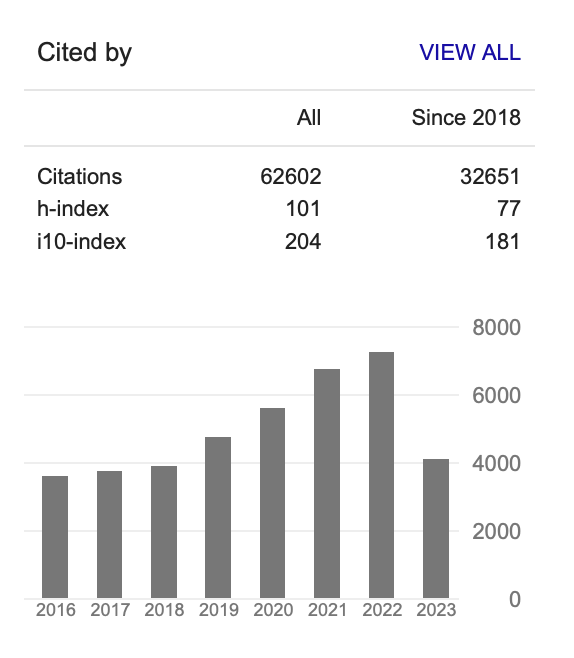 Cited by VIEW ALL
All Since 2018
Citations 62602 32651
h-index 101 77
i10-index 204 181
8000
6000
4000
2000
0
2016 2017 2018 2019 2020 2021 2022 2023